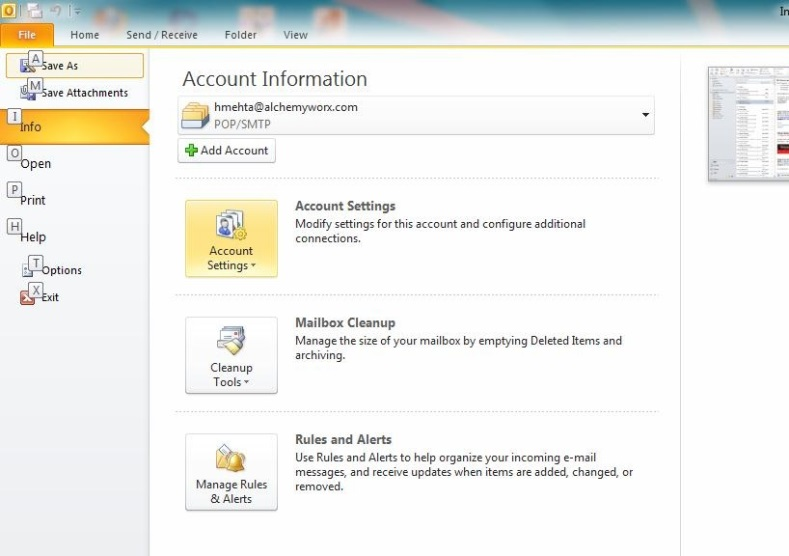 In
File Home Send / Receive Folder View
A
Save As
M
Save Attachments
I
Info
O
Open
P
Print
H
Help
T
Options
X
Exit
Account Information
hmehta@alchemyworx.com
POP/SMTP
Add Account
Account
Settings
Account Settings
Modify settings for this account and configure additional
connections.
Cleanup
Tools
Mailbox Cleanup
Manage the size of your mailbox by emptying Deleted Items and
archiving.
Manage Rules
& Alerts
Rules and Alerts
Use Rules and Alerts to help organize your incoming e-mail
messages, and receive updates when items are added, changed, or
removed.